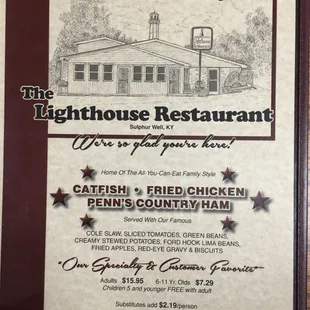 The
Lighthouse Restaurant
Sulphur Well, KY
We're so glad you're here!
Home Of The All-You-Can-Eat Family Style
CATFISH • FRIED CHICKEN
PENN'S COUNTRY HAM
Served With Our Famous
COLE SLAW, SLICED TOMATOES, GREEN BEANS,
CREAMY STEWED POTATOES, FORD HOOK LIMA BEANS,
FRIED APPLES, RED-EYE GRAVY & BISCUITS
"Our Specialty & Customer Favorite"
Adults $15.95 6-11 Yr. Olds $7.29
Children 5 and younger FREE with adult
Substitutes add $2.19/person